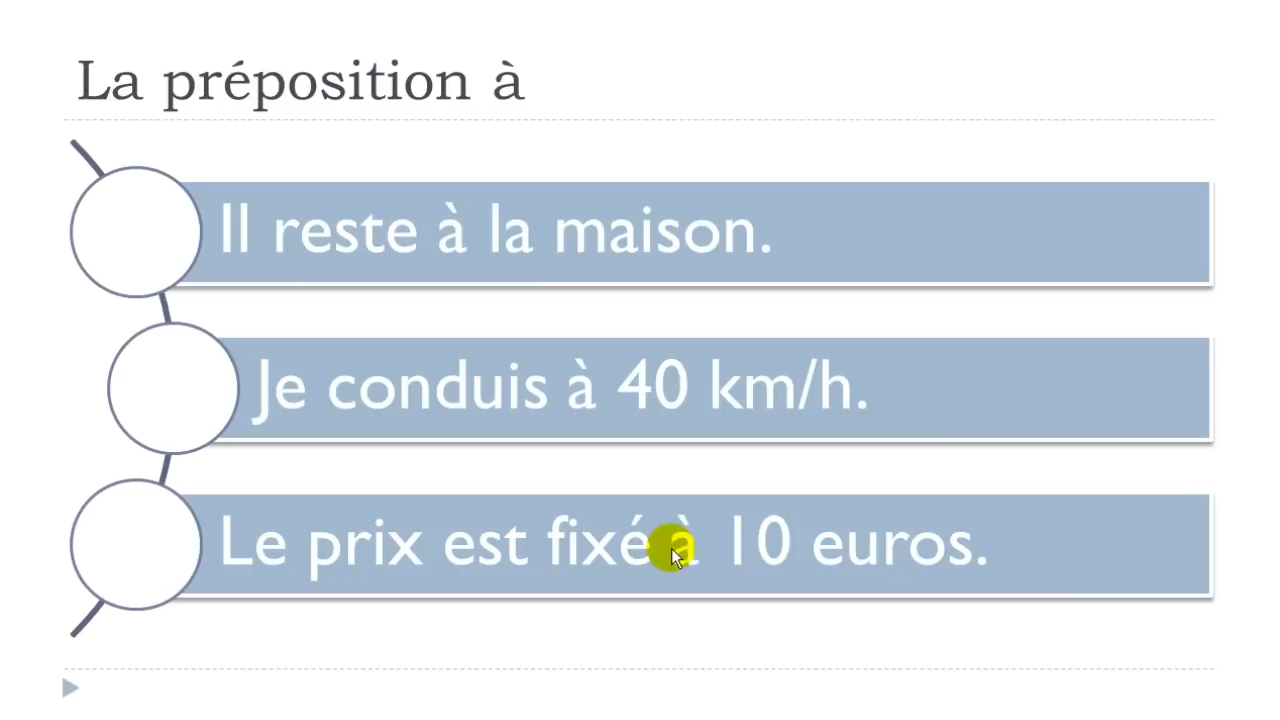 La préposition à
Il reste à la maison.
Je conduis à 40 km/h.
Le prix est fixé à 10 euros.